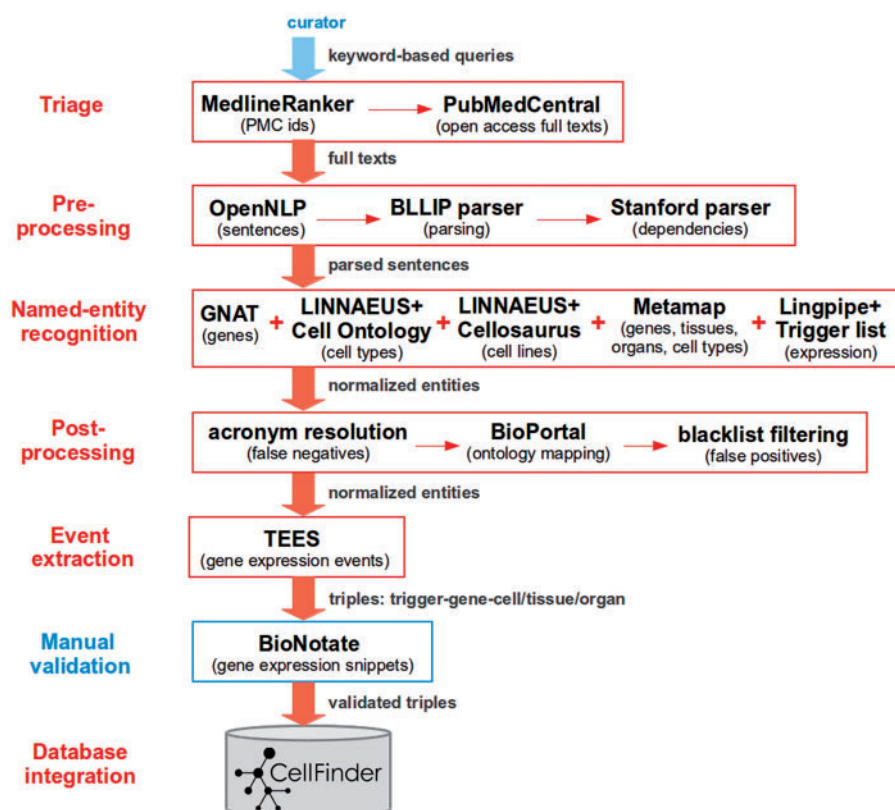 curator
keyword-based queries
Triage
MedlineRanker
(PMC ids)
PubMedCentral
(open access full texts)
full texts
Pre-
processing
OpenNLP
(sentences)
BLLIP parser
(parsing)
Stanford parser
(dependencies)
parsed sentences
Named-entity
recognition
GNAT
(genes)
+
LINNAEUS+
Cell Ontology
(cell types)
+
LINNAEUS+
Cellosaurus
(cell lines)
+
Metamap
(genes, tissues,
organs, cell types)
+
Lingpipe+
Trigger list
(expression)
normalized entities
Post-
processing
acronym resolution
(false negatives)
BioPortal
(ontology mapping)
blacklist filtering
(false positives)
normalized entities
Event
extraction
TEES
(gene expression events)
triples: trigger-gene-cell/tissue/organ
Manual
validation
BioNotate
(gene expression snippets)
validated triples
Database
integration
CellFinder